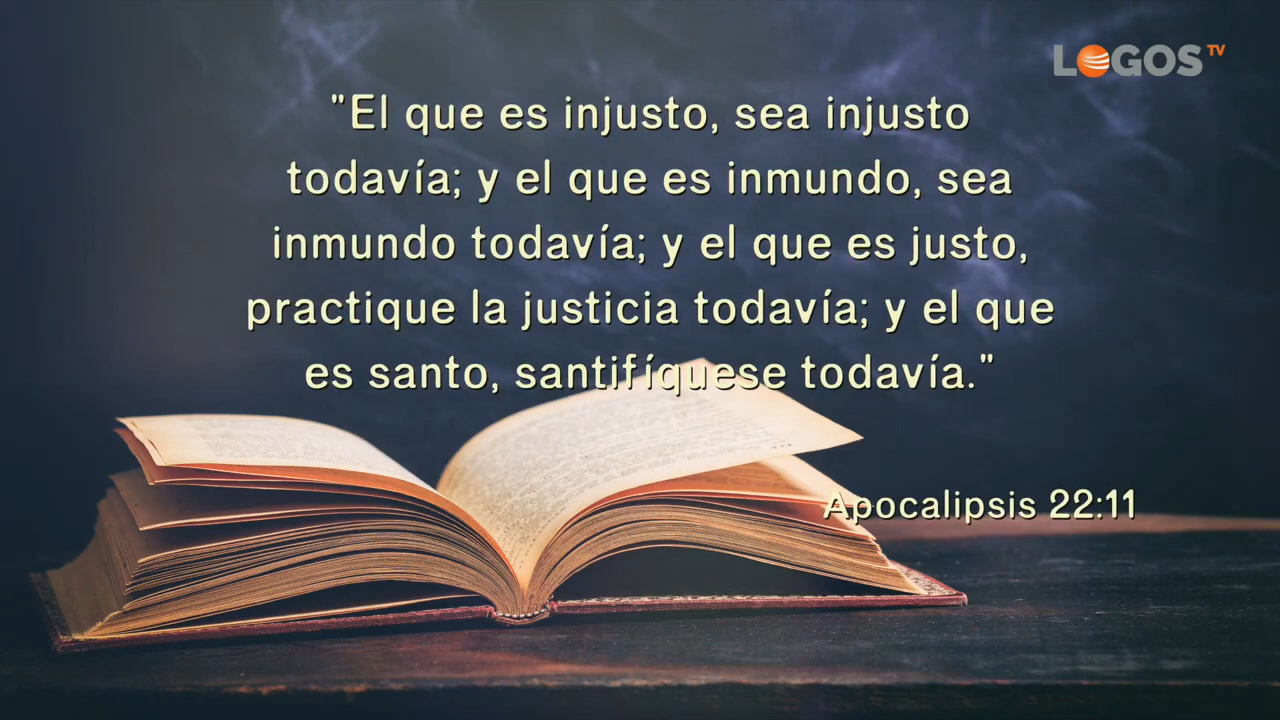 LOGOS TV
"El que es injusto, sea injusto
todavía; y el que es inmundo, sea
inmundo todavía; y el que es justo,
practique la justicia todavía; y el que
es santo, santifíquese todavía."
Apocalipsis 22:11